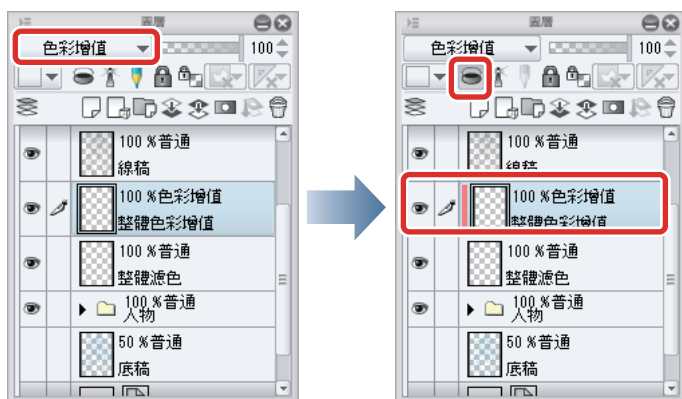 圖層
色彩增值
100
100 %普通
線稿
100 %色彩增值
整體色彩增值
100 %普通
整體濾色
100 %普通
人物
50 %普通
底稿
圖層
色彩增值
100
100 %普通
線稿
100 %色彩增值
整體色彩增值
100 %普通
整體濾色
100 %普通
人物
50 %普通
底稿